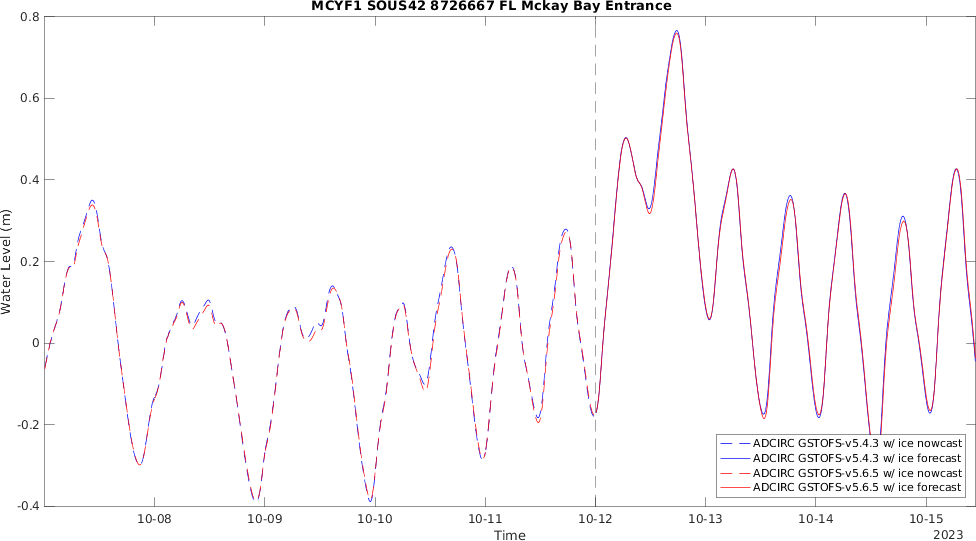 MCYF1 SOUS42 8726667 FL Mckay Bay Entrance
Water Level (m)
0.8
0.6
0.4
0.2
0
-0.2
-0.4
ADCIRC GSTOFS-v5.4.3 w/ ice nowcast
ADCIRC GSTOFS-v5.4.3 w/ ice forecast
ADCIRC GSTOFS-v5.6.5 w/ ice nowcast
ADCIRC GSTOFS-v5.6.5 w/ ice forecast
10-08 10-09 10-10 10-11 10-12 10-13 10-14 10-15
Time
2023